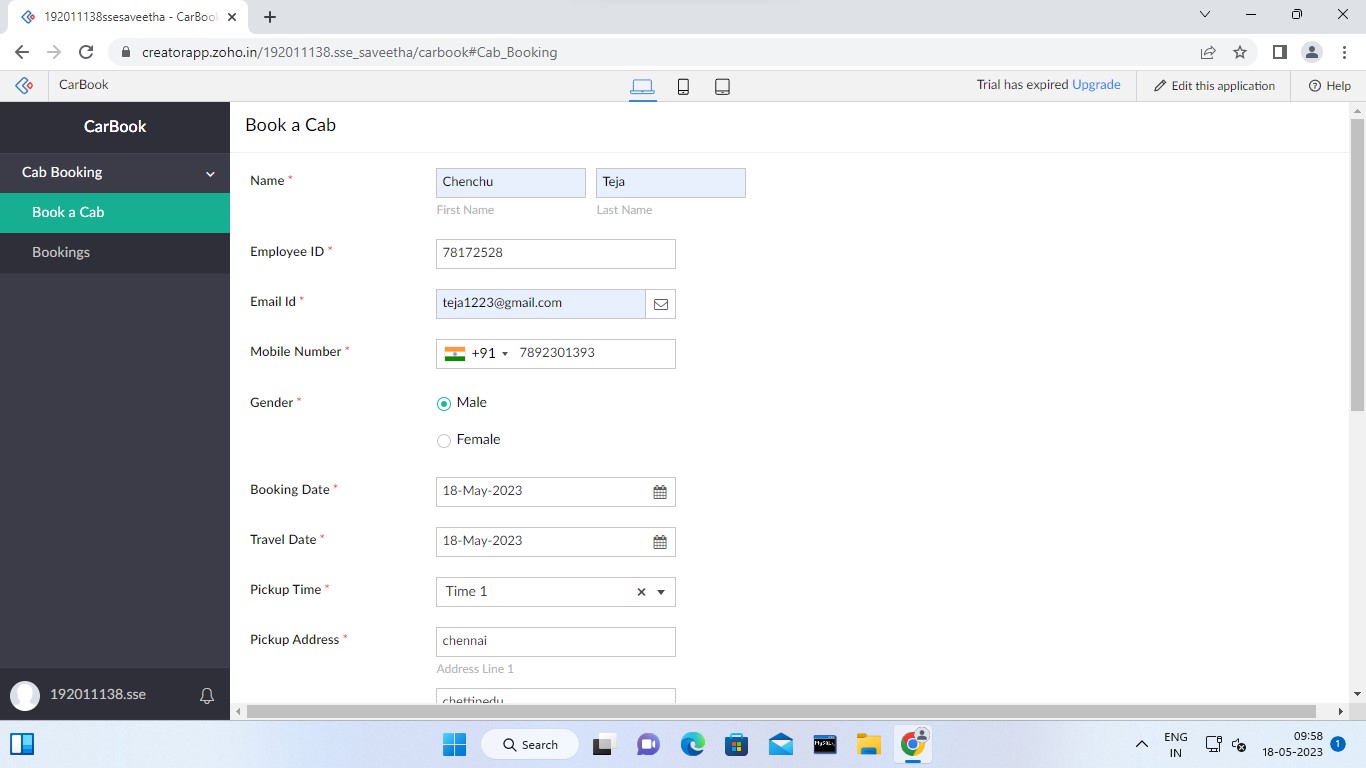 192011138ssesaveetha - CarBook
creatorapp.zoho.in/192011138.sse_saveetha/carbook#Cab_Booking
CarBook
Trial has expired Upgrade
Edit this application
Help
CarBook
Cab Booking
Book a Cab
Bookings
192011138.sse
Book a Cab
Name *
Chenchu Teja
First Name Last Name
Employee ID *
78172528
Email Id *
teja1223@gmail.com
Mobile Number *
+91 7892301393
Gender *
Male
Female
Booking Date *
18-May-2023
Travel Date *
18-May-2023
Pickup Time *
Time 1
Pickup Address *
chennai
Address Line 1
Search
MySQL
ENG
IN
09:58
18-05-2023
1